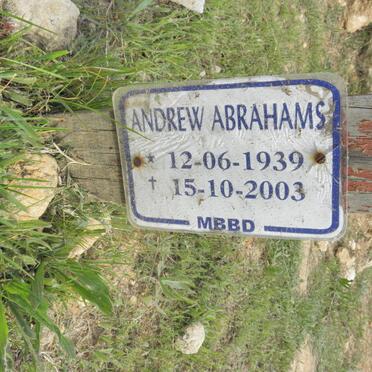 ANDREW ABRAHAMS
* 12-06-1939
† 15-10-2003
MBBD